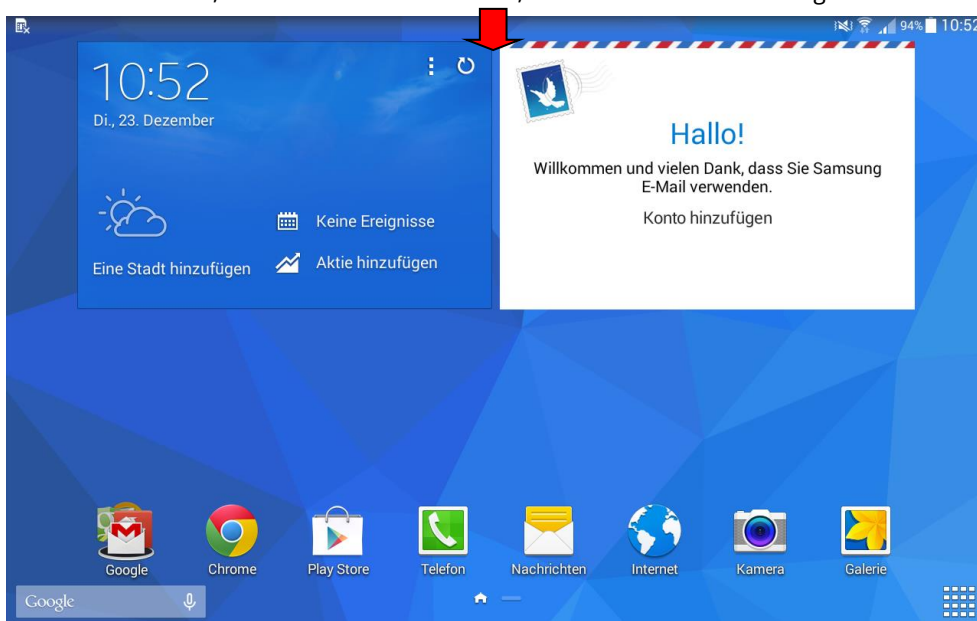 94% 10:52
10:52
Di., 23. Dezember
Eine Stadt hinzufügen
Keine Ereignisse
Aktie hinzufügen
Hallo!
Willkommen und vielen Dank, dass Sie Samsung
E-Mail verwenden.
Konto hinzufügen
Google
Chrome
Play Store
Telefon
Nachrichten
Internet
Kamera
Galerie
Google